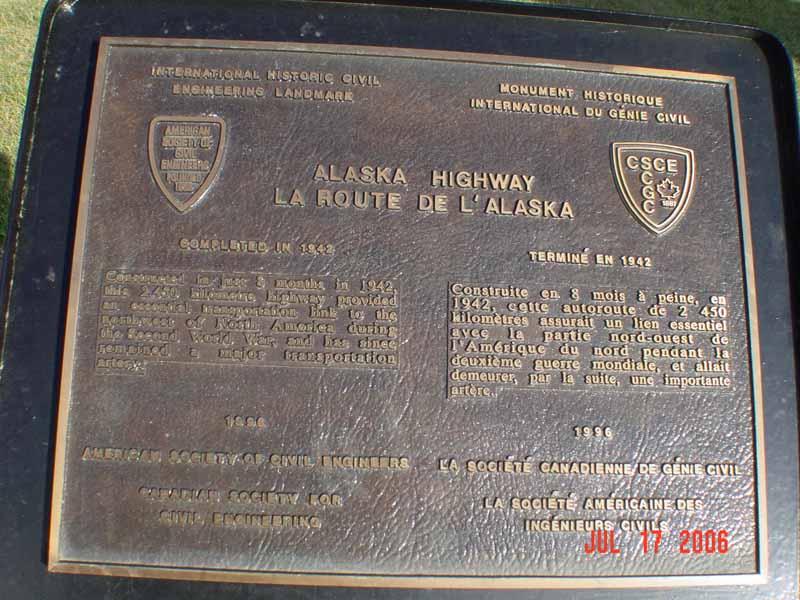 INTERNATIONAL HISTORIC CIVIL
ENGINEERING LANDMARK
MONUMENT HISTORIQUE
INTERNATIONAL DU GÉNIE CIVIL
AMERICAN
SOCIETY OF
CIVIL
ENGINEERS
FOUNDED
1852
CSCE
C
G
C
1887
ALASKA HIGHWAY
LA ROUTE DE L'ALASKA
COMPLETED IN 1942
Constructed in just 8 months in 1942,
this 2 450 kilometre highway provided
an essential transportation link to the
northwest of North America during
the Second World War and has since
remained a major transportation
artery.
TERMINÉ EN 1942
Construite en 8 mois à peine, en
1942, cette autoroute de 2 450
kilomètres assurait un lien essentiel
avec la partie nord-ouest de
l'Amérique du nord pendant la
deuxième guerre mondiale, et allait
demeurer, par la suite, une importante
artère.
1996
AMERICAN SOCIETY OF CIVIL ENGINEERS
CANADIAN SOCIETY FOR
CIVIL ENGINEERING
1996
LA SOCIÉTÉ CANADIENNE DE GÉNIE CIVIL
LA SOCIÉTÉ AMÉRICAINE DES
INGÉNIEURS CIVILS
JUL 17 2006